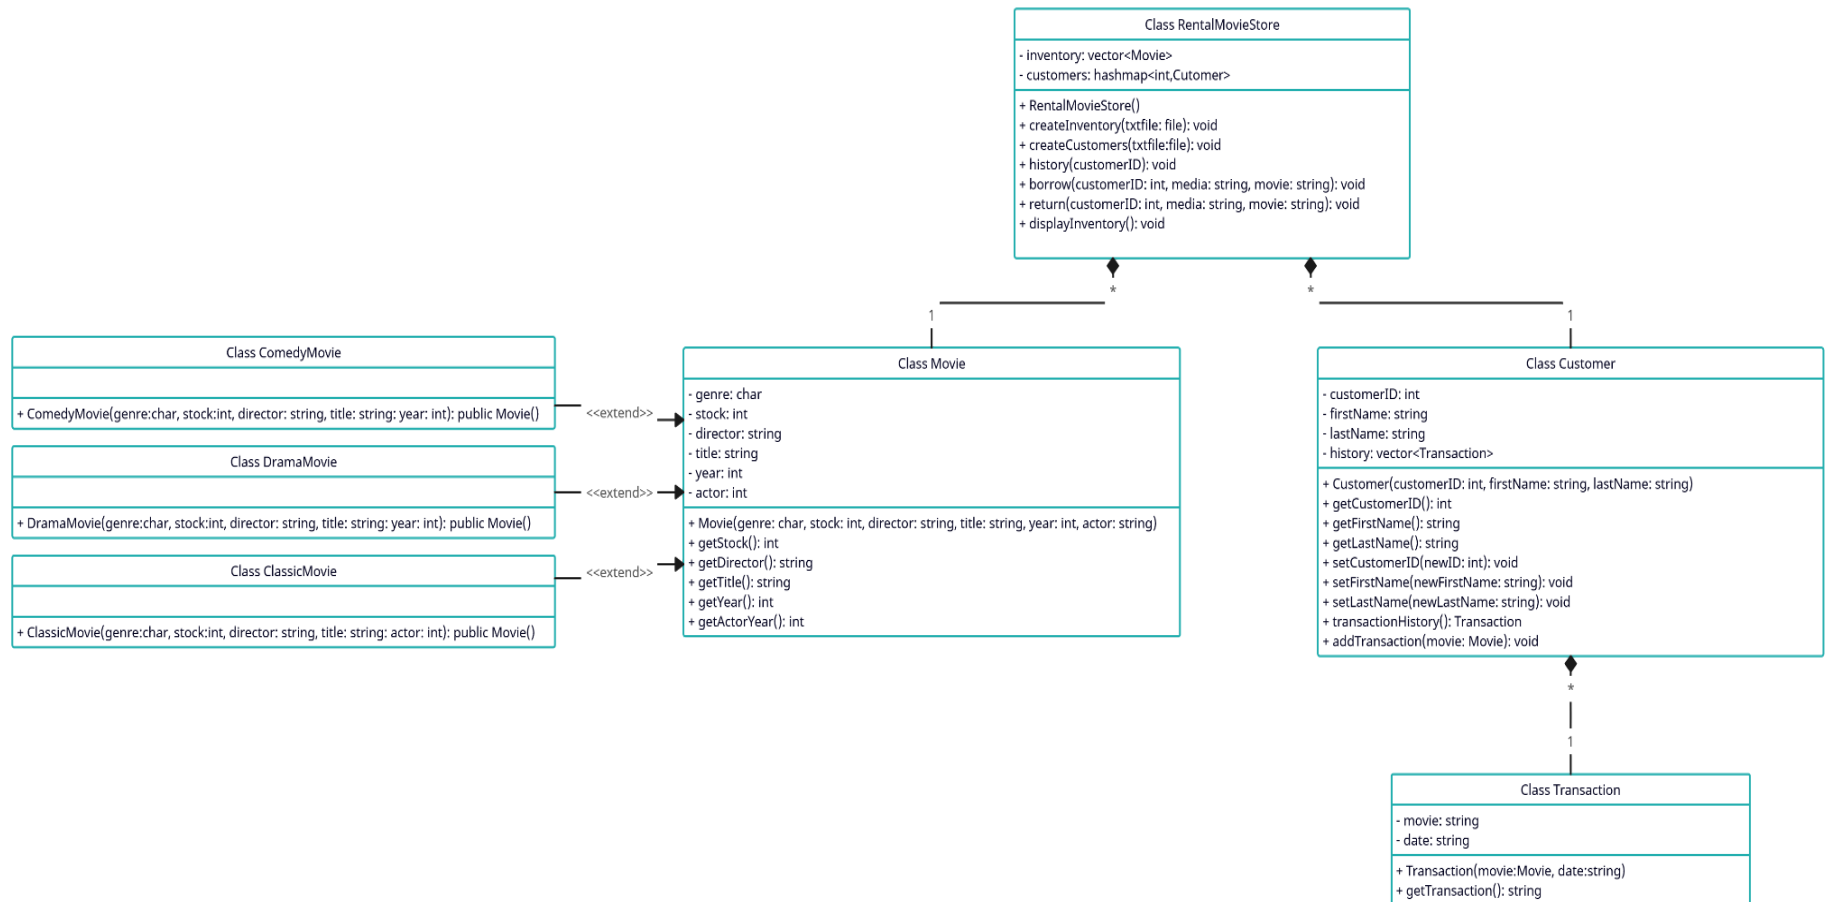 Class RentalMovieStore
- inventory: vector<Movie>
- customers: hashmap<int,Cutomer>
+ RentalMovieStore()
+ createInventory(txtfile: file): void
+ createCustomers(txtfile:file): void
+ history(customerID): void
+ borrow(customerID: int, media: string, movie: string): void
+ return(customerID: int, media: string, movie: string): void
+ displayInventory(): void
*
*
1
1
Class ComedyMovie
+ ComedyMovie(genre:char, stock:int, director: string, title: string: year: int): public Movie()
<<extend>>
Class DramaMovie
+ DramaMovie(genre:char, stock:int, director: string, title: string: year: int): public Movie()
<<extend>>
Class ClassicMovie
+ ClassicMovie(genre:char, stock:int, director: string, title: string: actor: int): public Movie()
<<extend>>
Class Movie
- genre: char
- stock: int
- director: string
- title: string
- year: int
- actor: int
+ Movie(genre: char, stock: int, director: string, title: string, year: int, actor: string)
+ getStock(): int
+ getDirector(): string
+ getTitle(): string
+ getYear(): int
+ getActorYear(): int
Class Customer
- customerID: int
- firstName: string
- lastName: string
- history: vector<Transaction>
+ Customer(customerID: int, firstName: string, lastName: string)
+ getCustomerID(): int
+ getFirstName(): string
+ getLastName(): string
+ setCustomerID(newID: int): void
+ setFirstName(newFirstName: string): void
+ setLastName(newLastName: string): void
+ transactionHistory(): Transaction
+ addTransaction(movie: Movie): void
*
1
Class Transaction
- movie: string
- date: string
+ Transaction(movie:Movie, date:string)
+ getTransaction(): string